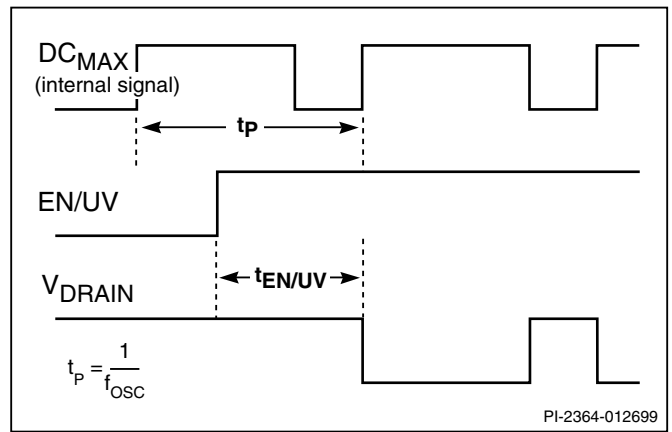 DCMAX
(internal signal)
tP
EN/UV
tEN/UV
VDRAIN
tP = 1/fOSC
PI-2364-012699